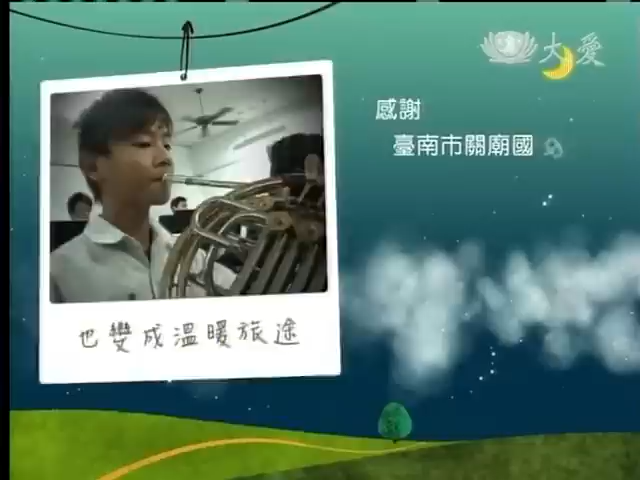 大愛
感謝
臺南市關廟國
也變成溫暖旅途